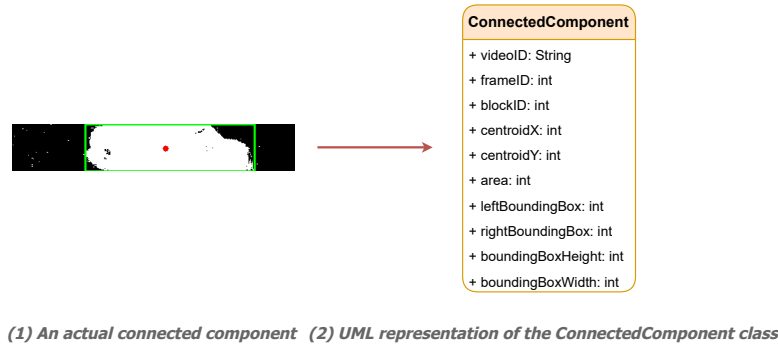 ConnectedComponent
+ videoID: String
+ frameID: int
+ blockID: int
+ centroidX: int
+ centroidY: int
+ area: int
+ leftBoundingBox: int
+ rightBoundingBox: int
+ boundingBoxHeight: int
+ boundingBoxWidth: int
(1) An actual connected component
(2) UML representation of the ConnectedComponent class